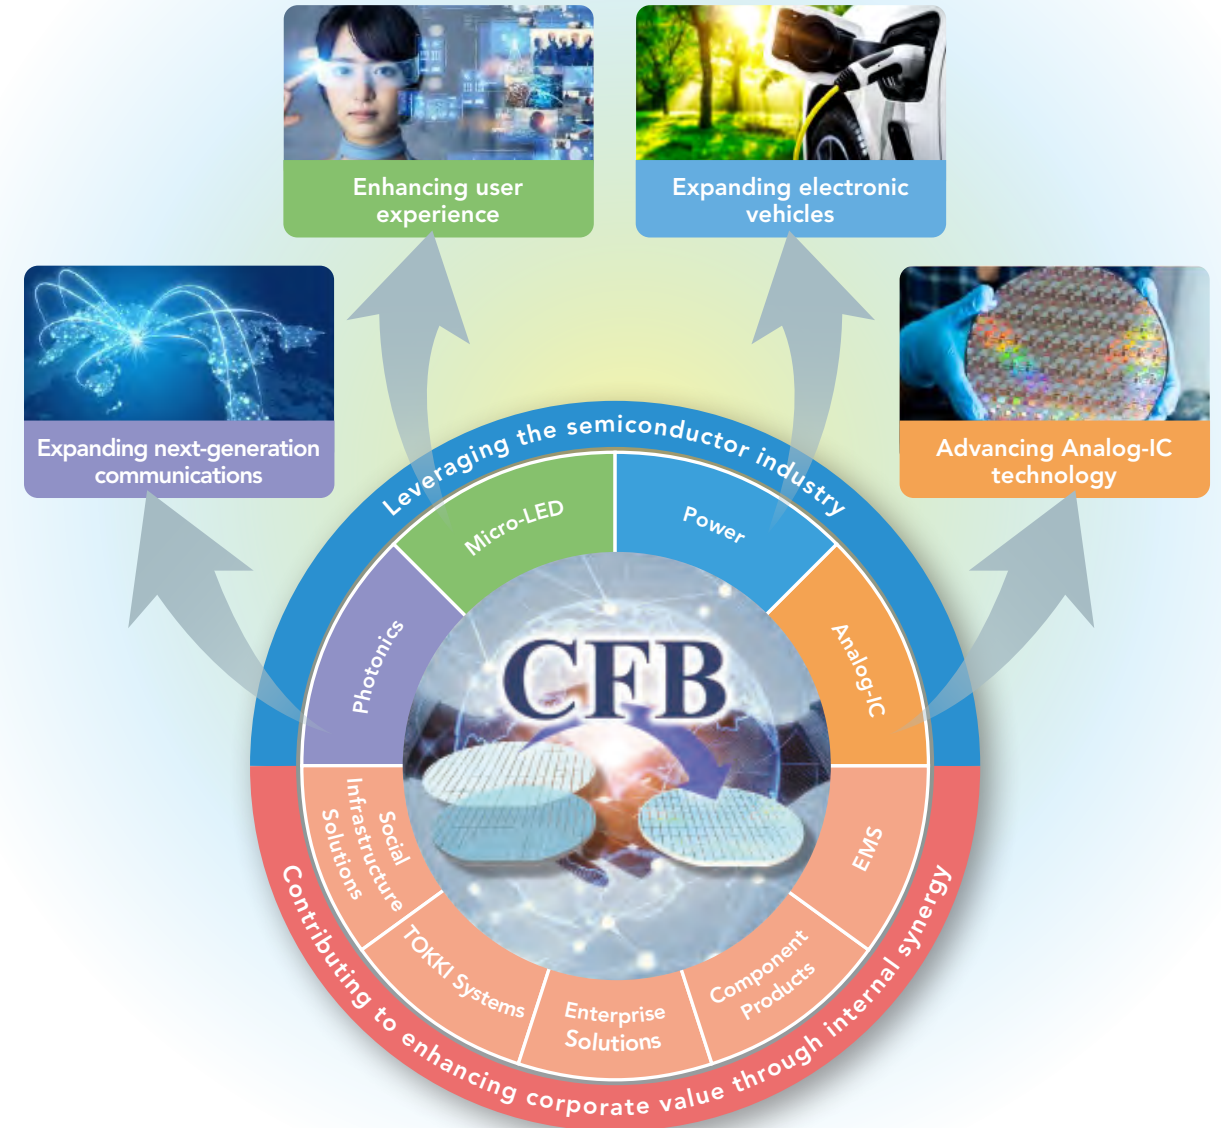 Enhancing user
experience
Expanding electronic
vehicles
Expanding next-generation
communications
Advancing Analog-IC
technology
Leveraging the semiconductor industry
Micro-LED
Power
Photonics
Analog-IC
CFB
Social
Infrastructure
Solutions
EMS
TOKKI Systems
Component
Products
Enterprise
Solutions
Contributing to enhancing corporate value through internal synergy